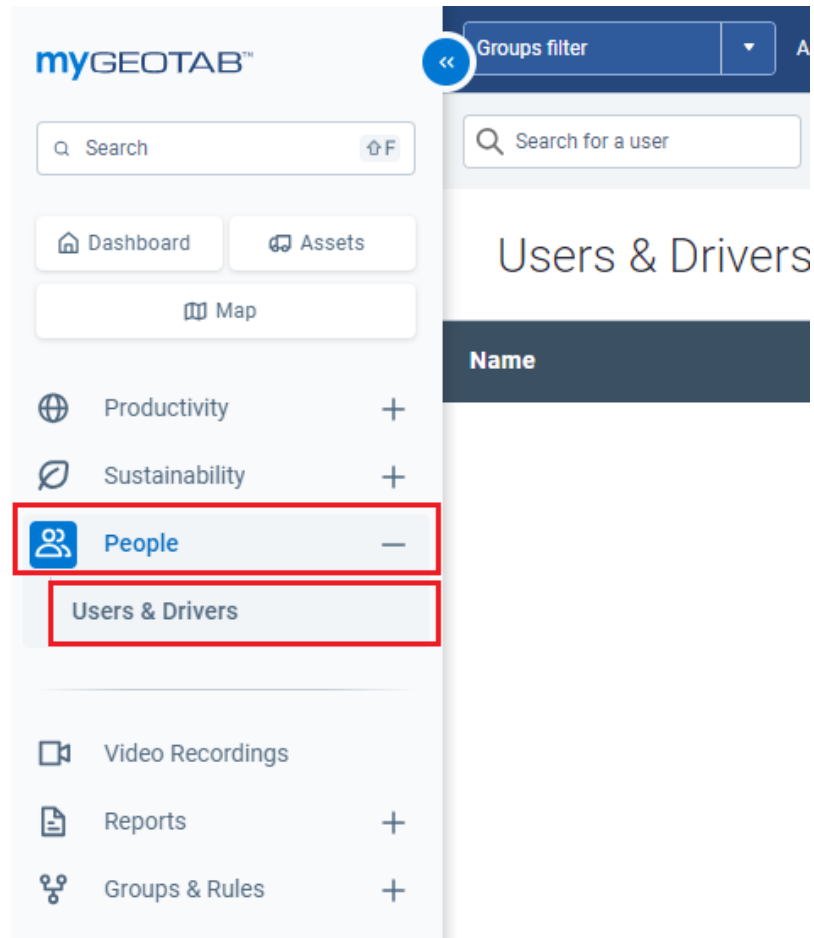 myGEOTAB™
Search ⇧F
Dashboard
Assets
Map
Productivity
Sustainability
People
Users & Drivers
Video Recordings
Reports
Groups & Rules
Groups filter
A
Search for a user
Users & Drivers
Name